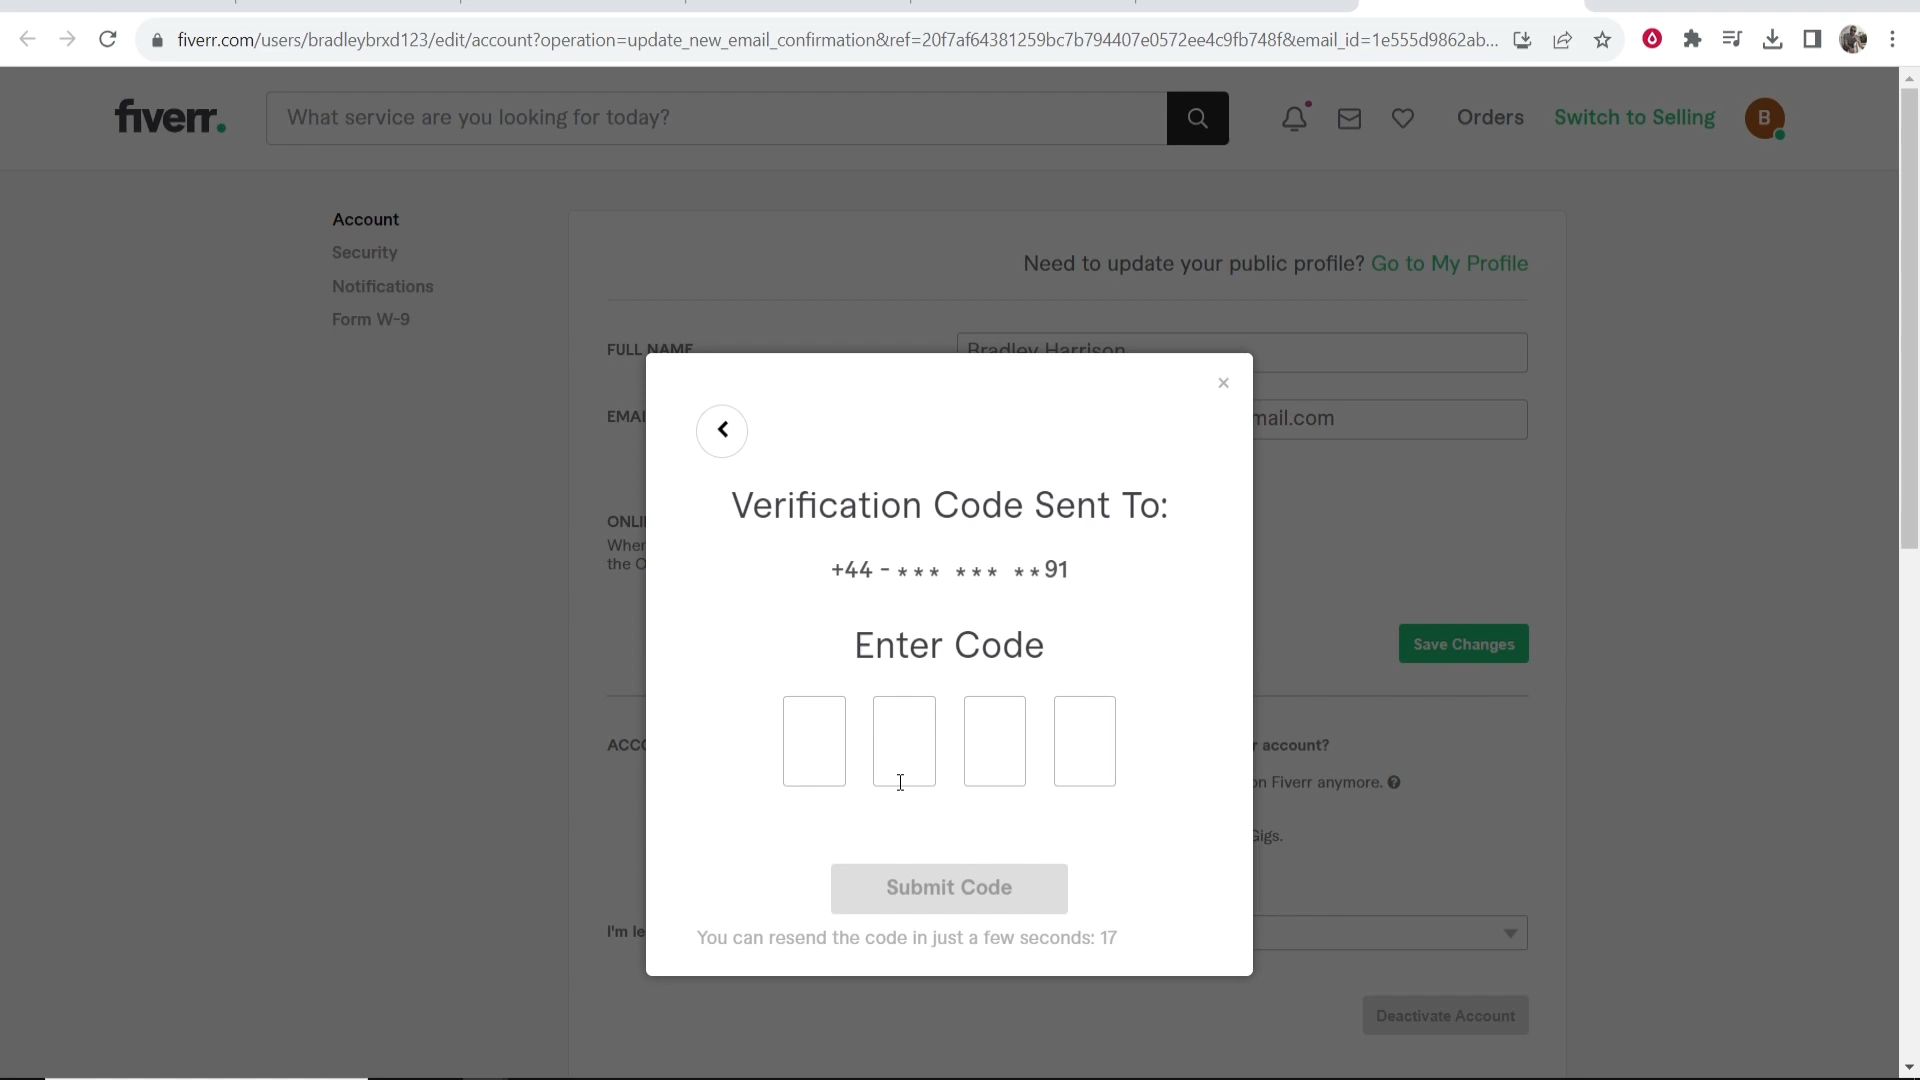 fiverr.com/users/bradleybrxd123/edit/account?operation=update_new_email_confirmation&ref=20f7af64381259bc7b794407e0572ee4c9fb748f&email_id=1e555d9862ab...
fiverr.
What service are you looking for today?
Orders
Switch to Selling
B
Account
Security
Notifications
Form W-9
Need to update your public profile? Go to My Profile
FULL NAME
Bradley Harrison
EMAI
mail.com
ONLI
When
the O
Save Changes
Verification Code Sent To:
+44 - *** *** **91
Enter Code
ACCO
r account?
on Fiverr anymore.
Gigs.
Submit Code
You can resend the code in just a few seconds: 17
I'm le
Deactivate Account